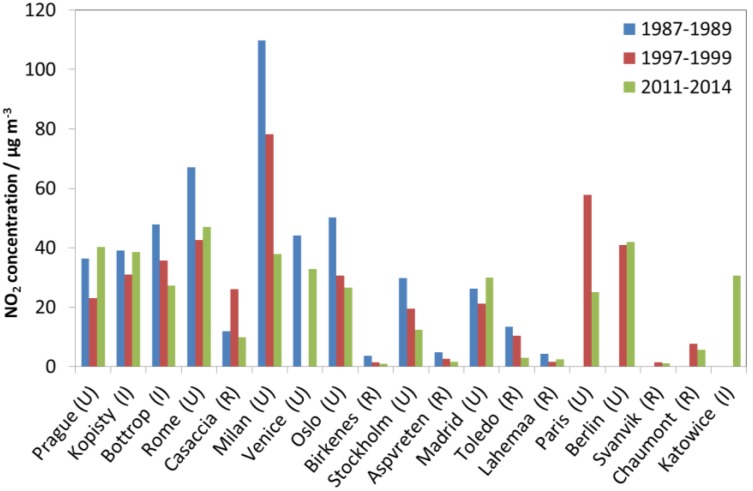 120
100
80
60
40
20
0
NO₂ concentration / µg m⁻³
1987-1989
1997-1999
2011-2014
Prague (U)
Kopisty (I)
Bottrop (I)
Rome (U)
Casaccia (R)
Milan (U)
Venice (U)
Oslo (U)
Birkenes (R)
Stockholm (U)
Aspvreten (R)
Madrid (U)
Toledo (R)
Lahemaa (R)
Paris (U)
Berlin (U)
Svanvik (R)
Chaumont (R)
Katowice (I)